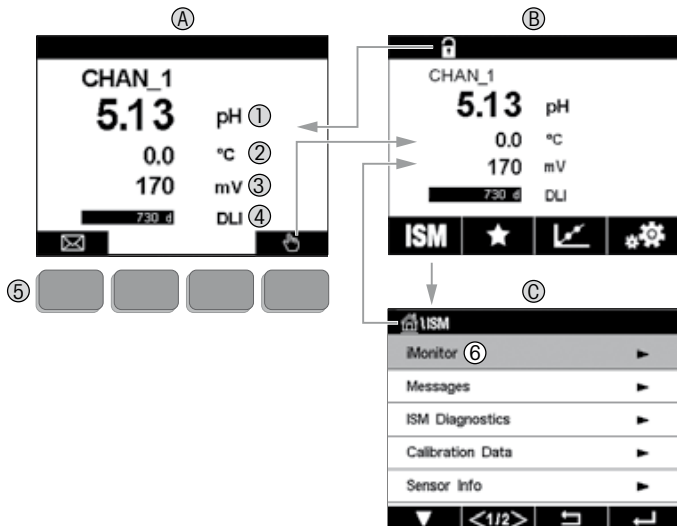 A
CHAN_1
5.13 pH 1
0.0 °C 2
170 mV 3
730 d DLI 4
5
B
CHAN_1
5.13 pH
0.0 °C
170 mV
730 d DLI
ISM
C
\ISM
iMonitor 6
Messages
ISM Diagnostics
Calibration Data
Sensor Info
<1/2>